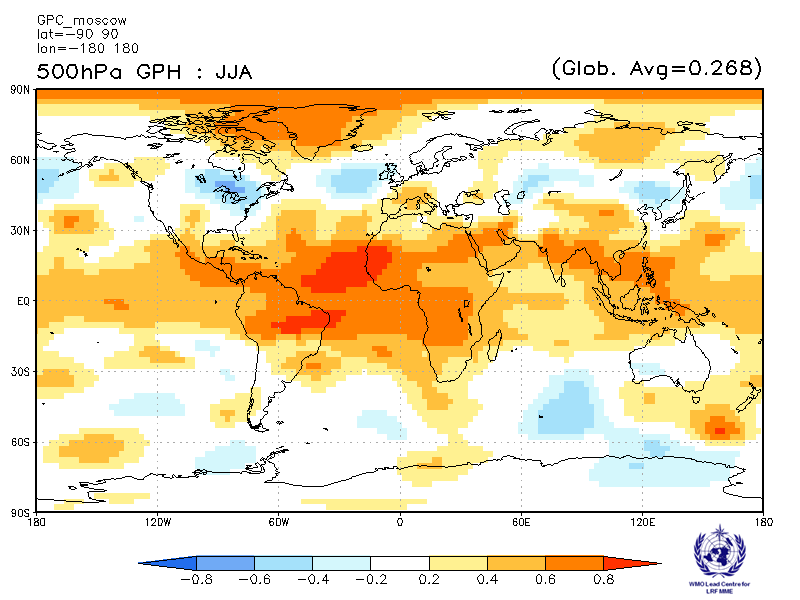 GPC_moscow
lat=-90 90
lon=-180 180
500hPa GPH : JJA (Glob. Avg=0.268)
90N
60N
30N
EQ
30S
60S
90S
180 120W 60W 0 60E 120E 180
-0.8 -0.6 -0.4 -0.2 0.2 0.4 0.6 0.8
WMO Lead Centre for
LRF MME